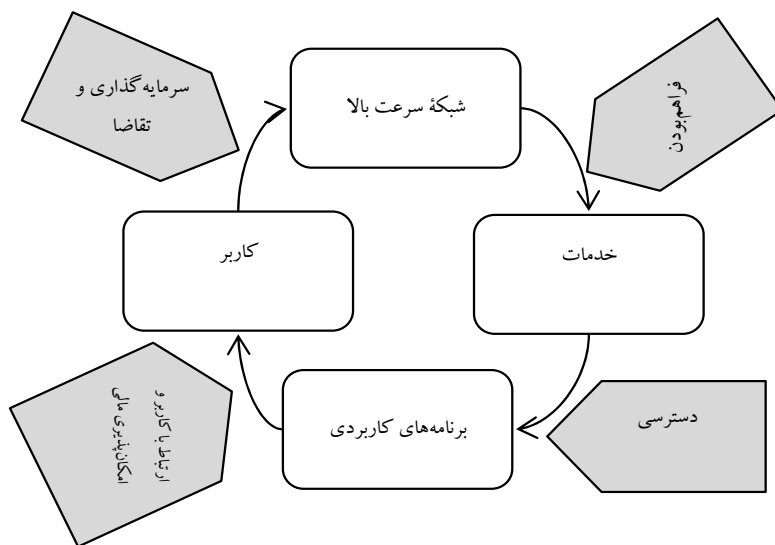 سرمایه‌گذاری و
تقاضا
شبکهٔ سرعت بالا
فراهم‌بودن
کاربر
خدمات
ارتباط با کاربر و
امکان‌پذیری مالی
برنامه‌های کاربردی
دسترسی